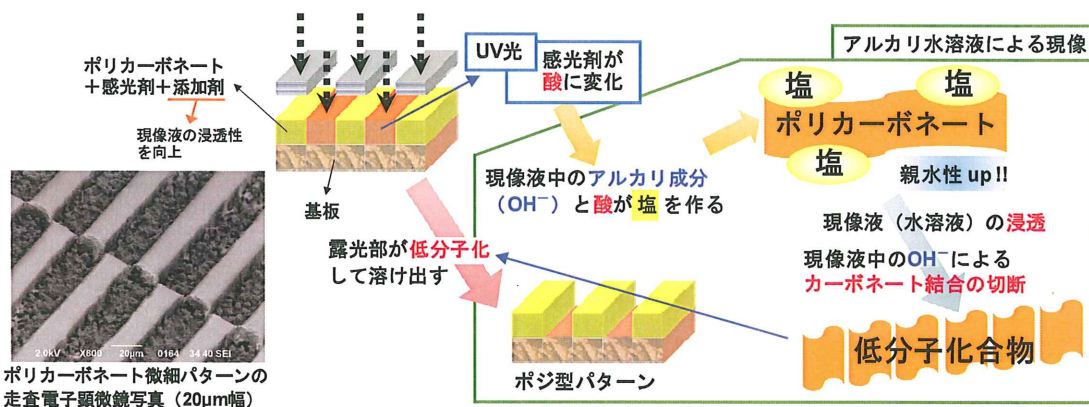 ポリカーボネート
＋感光剤＋添加剤
現像液の浸透性
を向上
UV光
感光剤が
酸に変化
基板
アルカリ水溶液による現像
塩
塩
ポリカーボネート
塩
親水性 up!!
現像液中のアルカリ成分
（OH⁻）と酸が塩を作る
現像液（水溶液）の浸透
現像液中のOH⁻による
カーボネート結合の切断
露光部が低分子化
して溶け出す
低分子化合物
ポジ型パターン
2.0kV X800 20μm 0164 34 40 SEI
ポリカーボネート微細パターンの
走査電子顕微鏡写真（20μm幅）